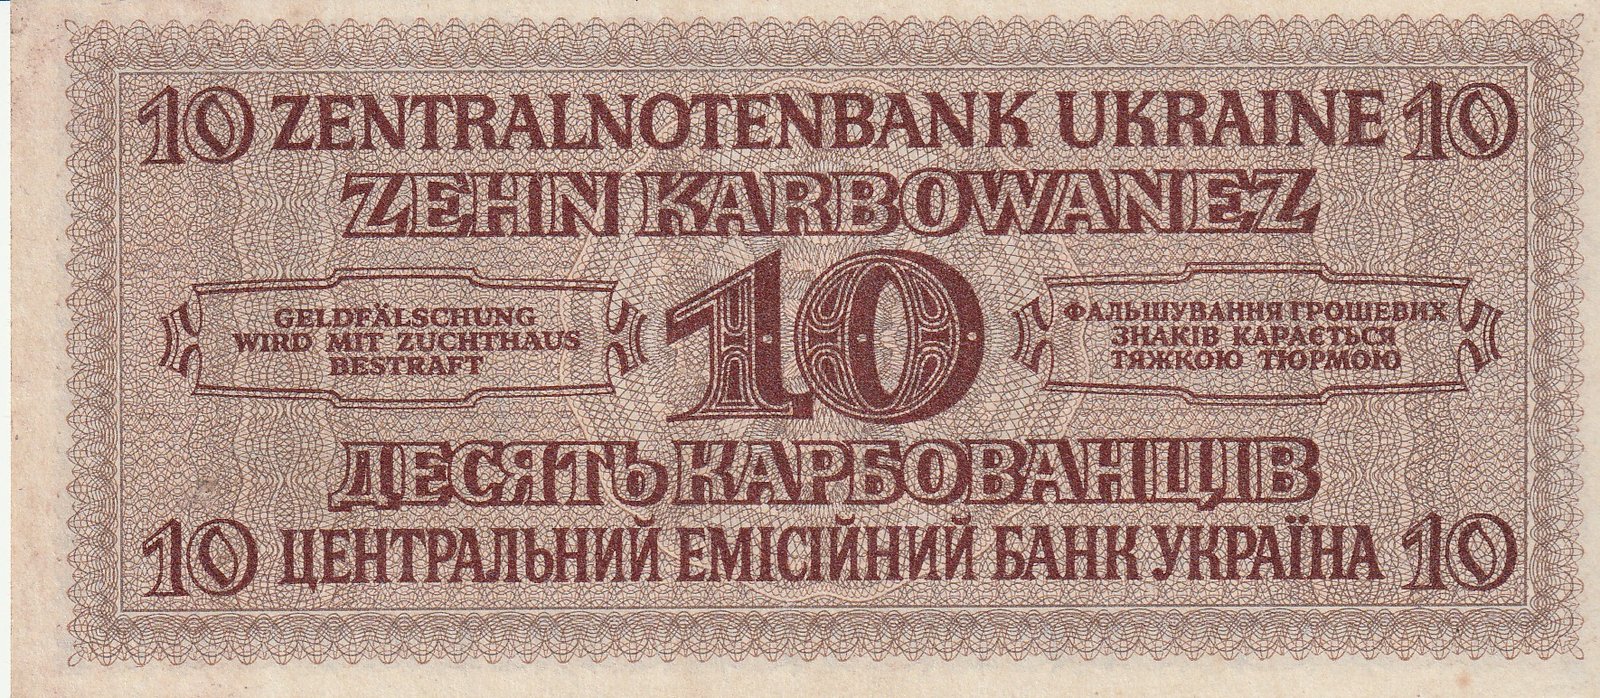 10 ZENTRALNOTENBANK UKRAINE 10
ZEHN KARBOWANEZ
GELDFÄLSCHUNG
WIRD MIT ZUCHTHAUS
BESTRAFT
10
ФАЛЬШУВАННЯ ГРОШЕВИХ
ЗНАКІВ КАРАЄТЬСЯ
ТЯЖКОЮ ТЮРМОЮ
ДЕСЯТЬ КАРБОВАНЦІВ
10 ЦЕНТРАЛЬНИЙ ЕМІСІЙНИЙ БАНК УКРАЇНА 10